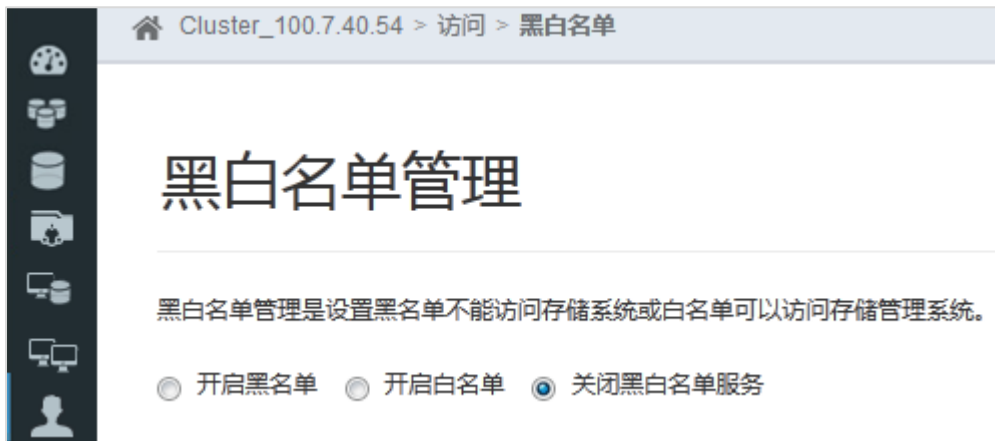 Cluster_100.7.40.54 > 访问 > 黑白名单
黑白名单管理
黑白名单管理是设置黑名单不能访问存储系统或白名单可以访问存储管理系统。
开启黑名单 开启白名单 关闭黑白名单服务